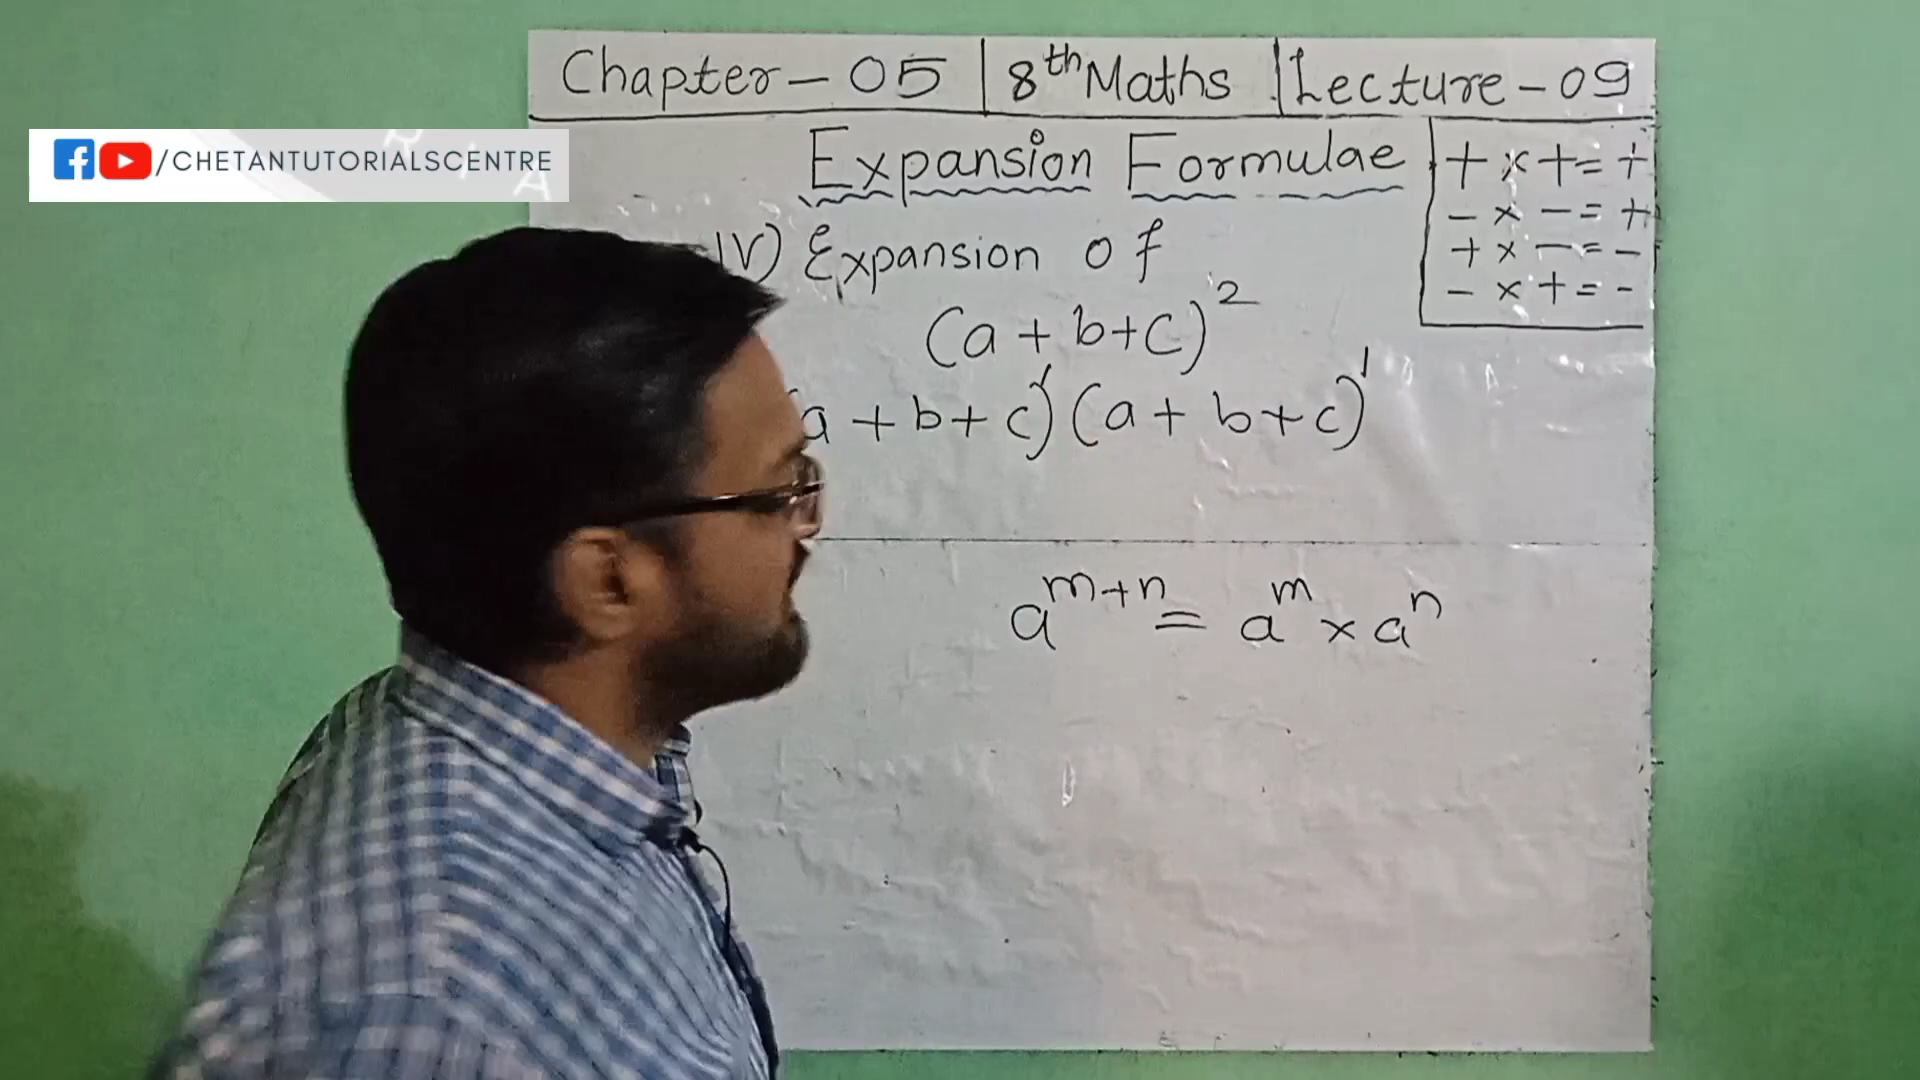 Chapter - 05 | 8th Maths | Lecture - 09
/CHETANTUTORIALSCENTRE
Expansion Formulae
+ × + = +
- × - = +
+ × - = -
- × + = -
IV) Expansion of
(a + b + c)²
a + b + c)¹ (a + b + c)¹
a^(m+n) = a^m × a^n